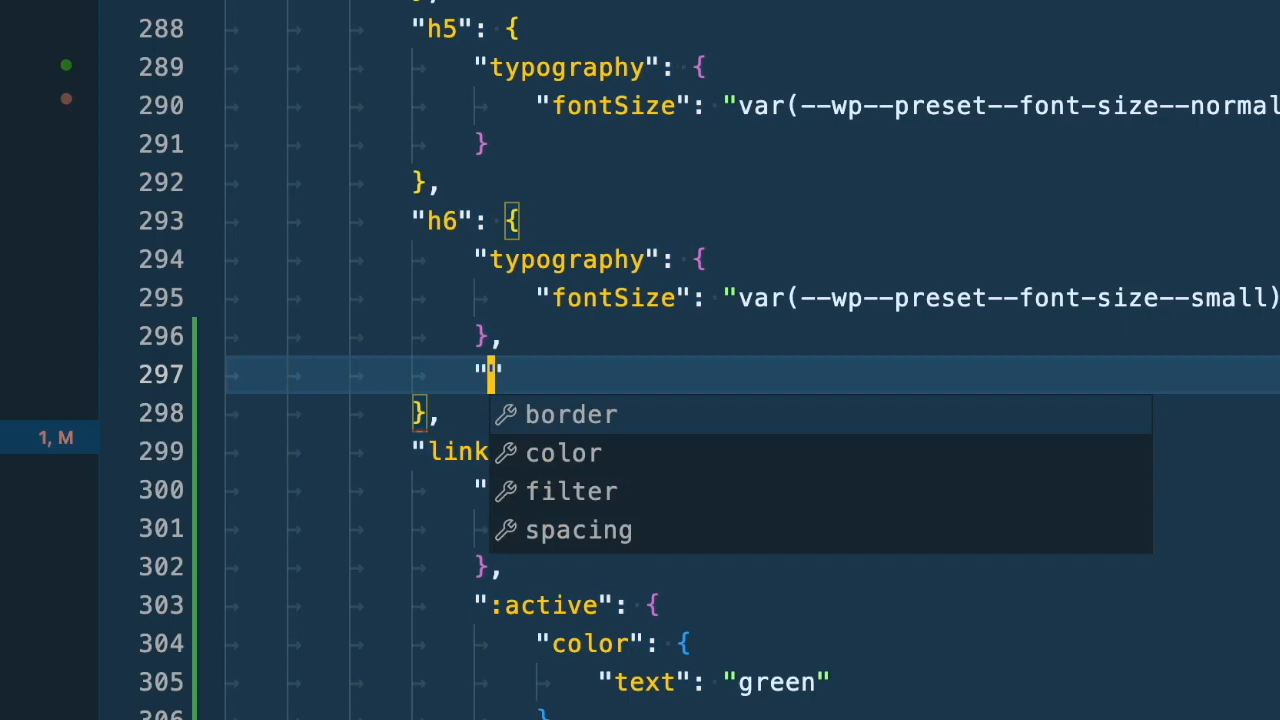 288 "h5": {
289 "typography": {
290 "fontSize": "var(--wp--preset--font-size--normal
291 }
292 },
293 "h6": {
294 "typography": {
295 "fontSize": "var(--wp--preset--font-size--small)
296 },
297 ""
298 },
border
299 "link
color
300 "
filter
301
spacing
302 },
303 ":active": {
304 "color": {
305 "text": "green"
306 }
1, M